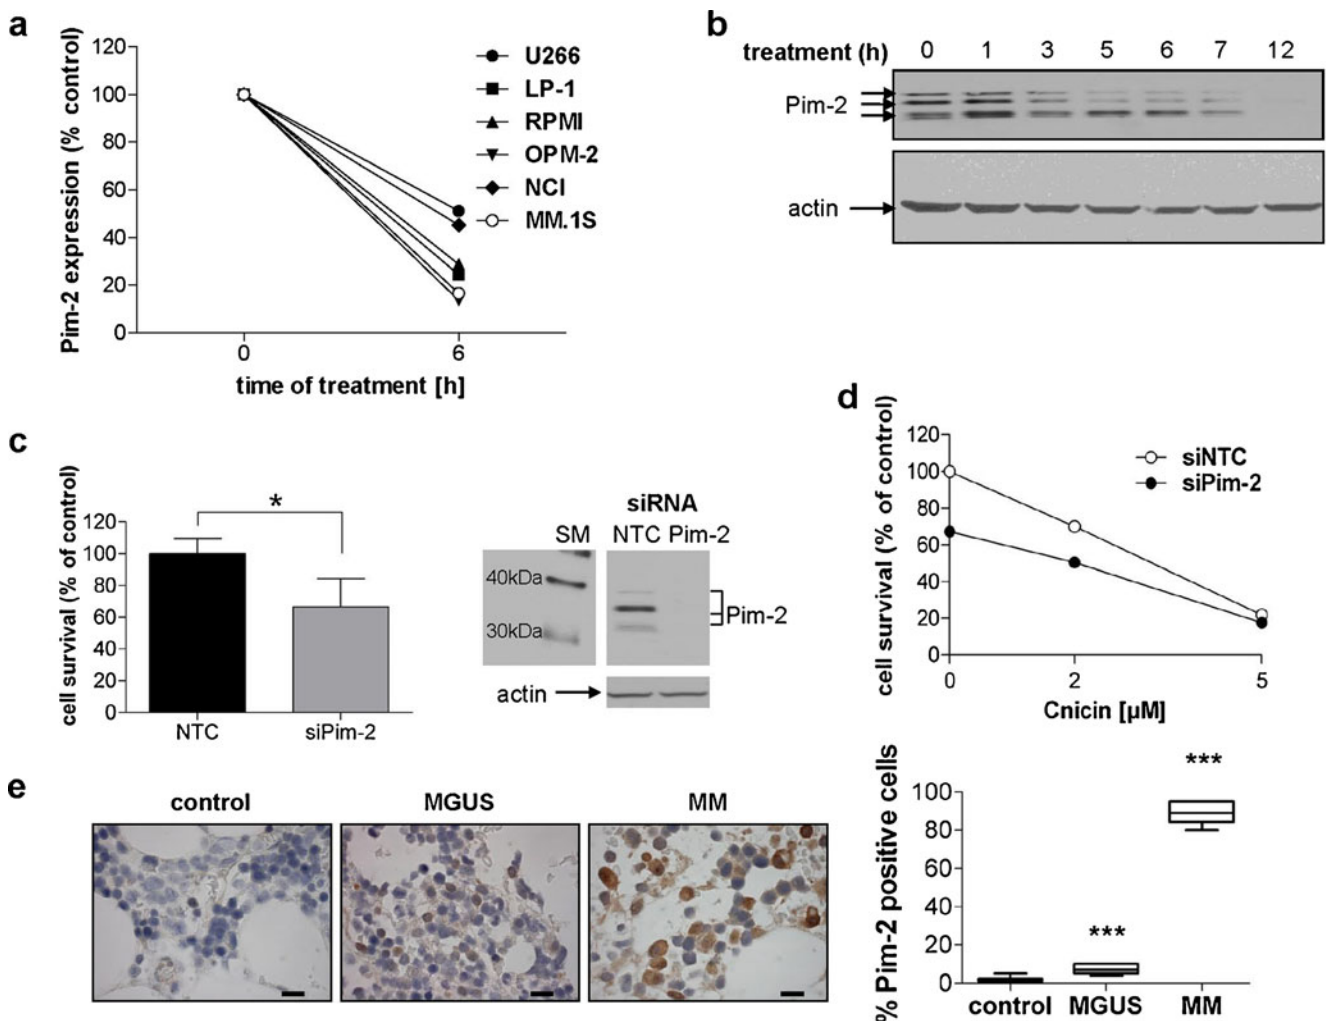 a
Pim-2 expression (% control)
120
100
80
60
40
20
0
0 6
time of treatment [h]
U266
LP-1
RPMI
OPM-2
NCI
MM.1S
b
treatment (h) 0 1 3 5 6 7 12
Pim-2
actin
c
cell survival (% of control)
120
100
80
60
40
20
0
*
NTC siPim-2
siRNA
SM NTC Pim-2
40kDa
30kDa
Pim-2
actin
d
cell survival (% of control)
120
100
80
60
40
20
0
0 2 5
Cnicin [µM]
siNTC
siPim-2
e
control MGUS MM
% Pim-2 positive cells
100
80
60
40
20
0
***
***
control MGUS MM